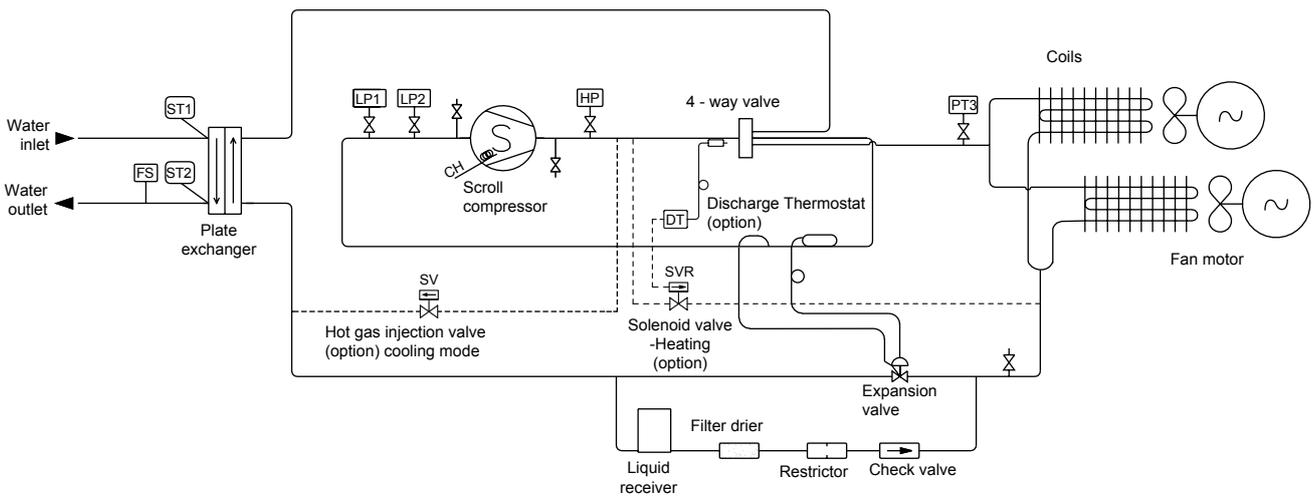 Coils
ST1
LP1
LP2
HP
4 - way valve
PT3
Water
inlet
S
CH
Scroll
compressor
FS
ST2
Water
outlet
Plate
exchanger
DT
Discharge Thermostat
(option)
Fan motor
SV
SVR
Hot gas injection valve
(option) cooling mode
Solenoid valve
-Heating
(option)
Expansion
valve
Filter drier
Liquid
receiver
Restrictor
Check valve